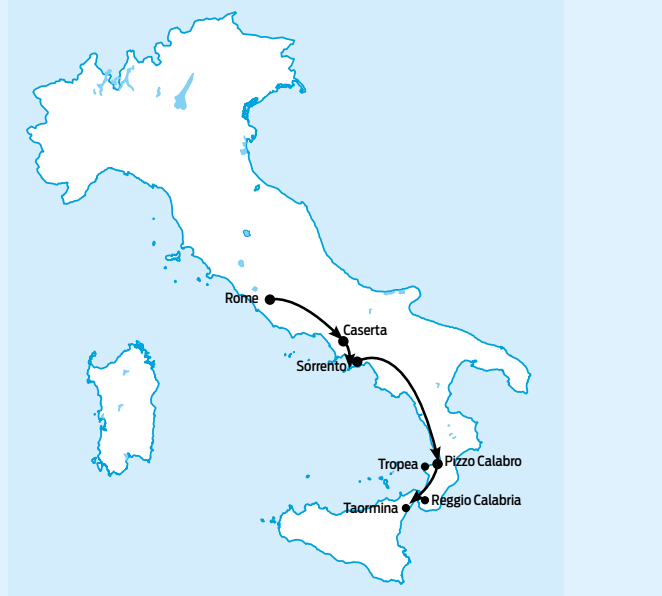 Rome
Caserta
Sorrento
Tropea
Pizzo Calabro
Reggio Calabria
Taormina